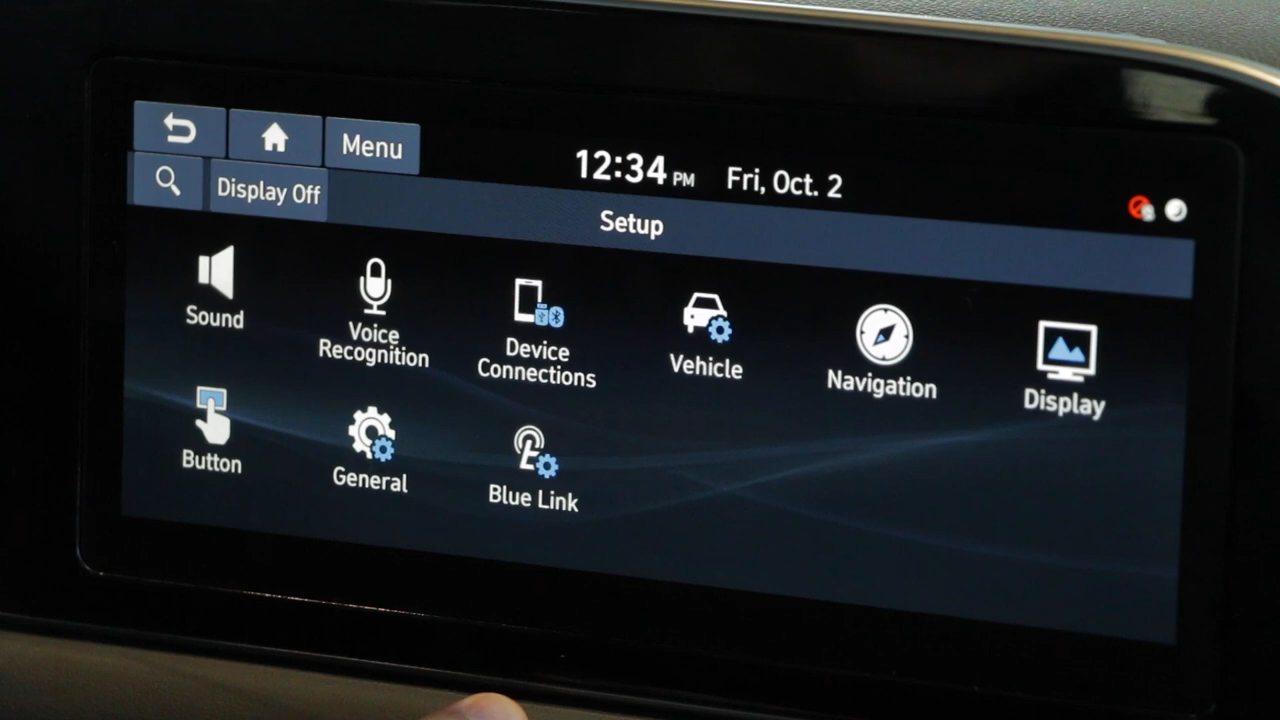 Menu
12:34 PM Fri, Oct. 2
Display Off
Setup
Sound
Voice
Recognition
Device
Connections
Vehicle
Navigation
Display
Button
General
Blue Link